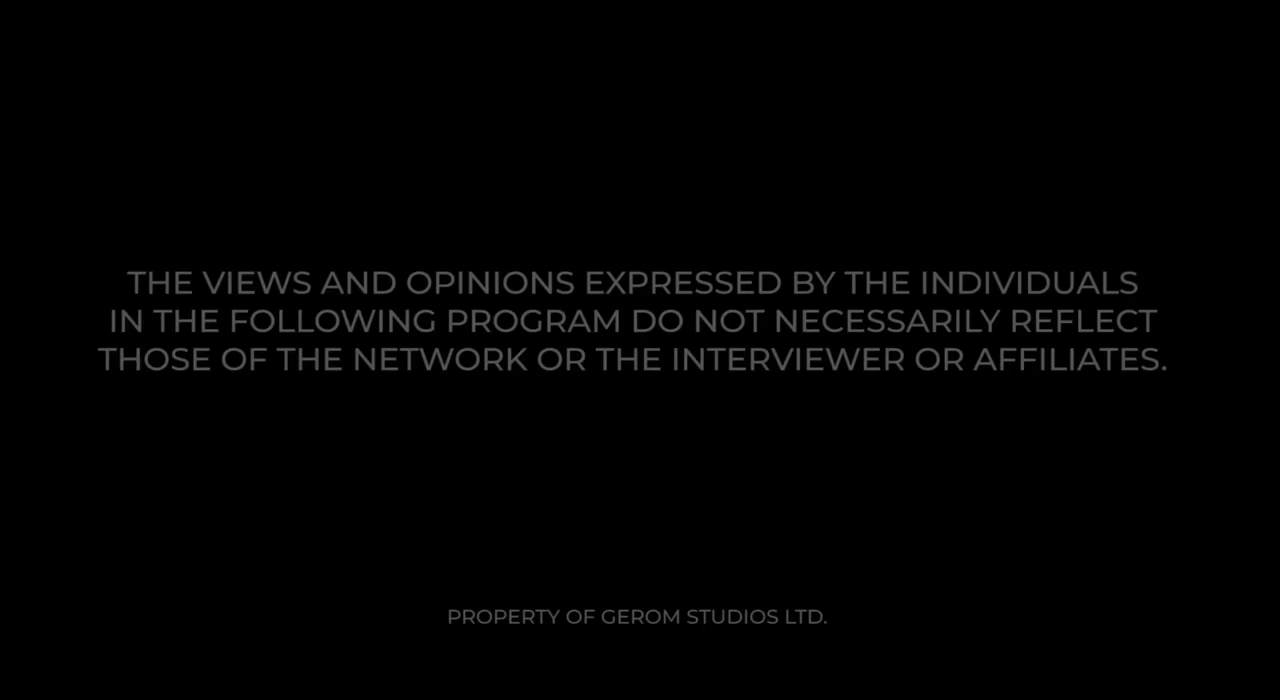 THE VIEWS AND OPINIONS EXPRESSED BY THE INDIVIDUALS
IN THE FOLLOWING PROGRAM DO NOT NECESSARILY REFLECT
THOSE OF THE NETWORK OR THE INTERVIEWER OR AFFILIATES.
PROPERTY OF GEROM STUDIOS LTD.